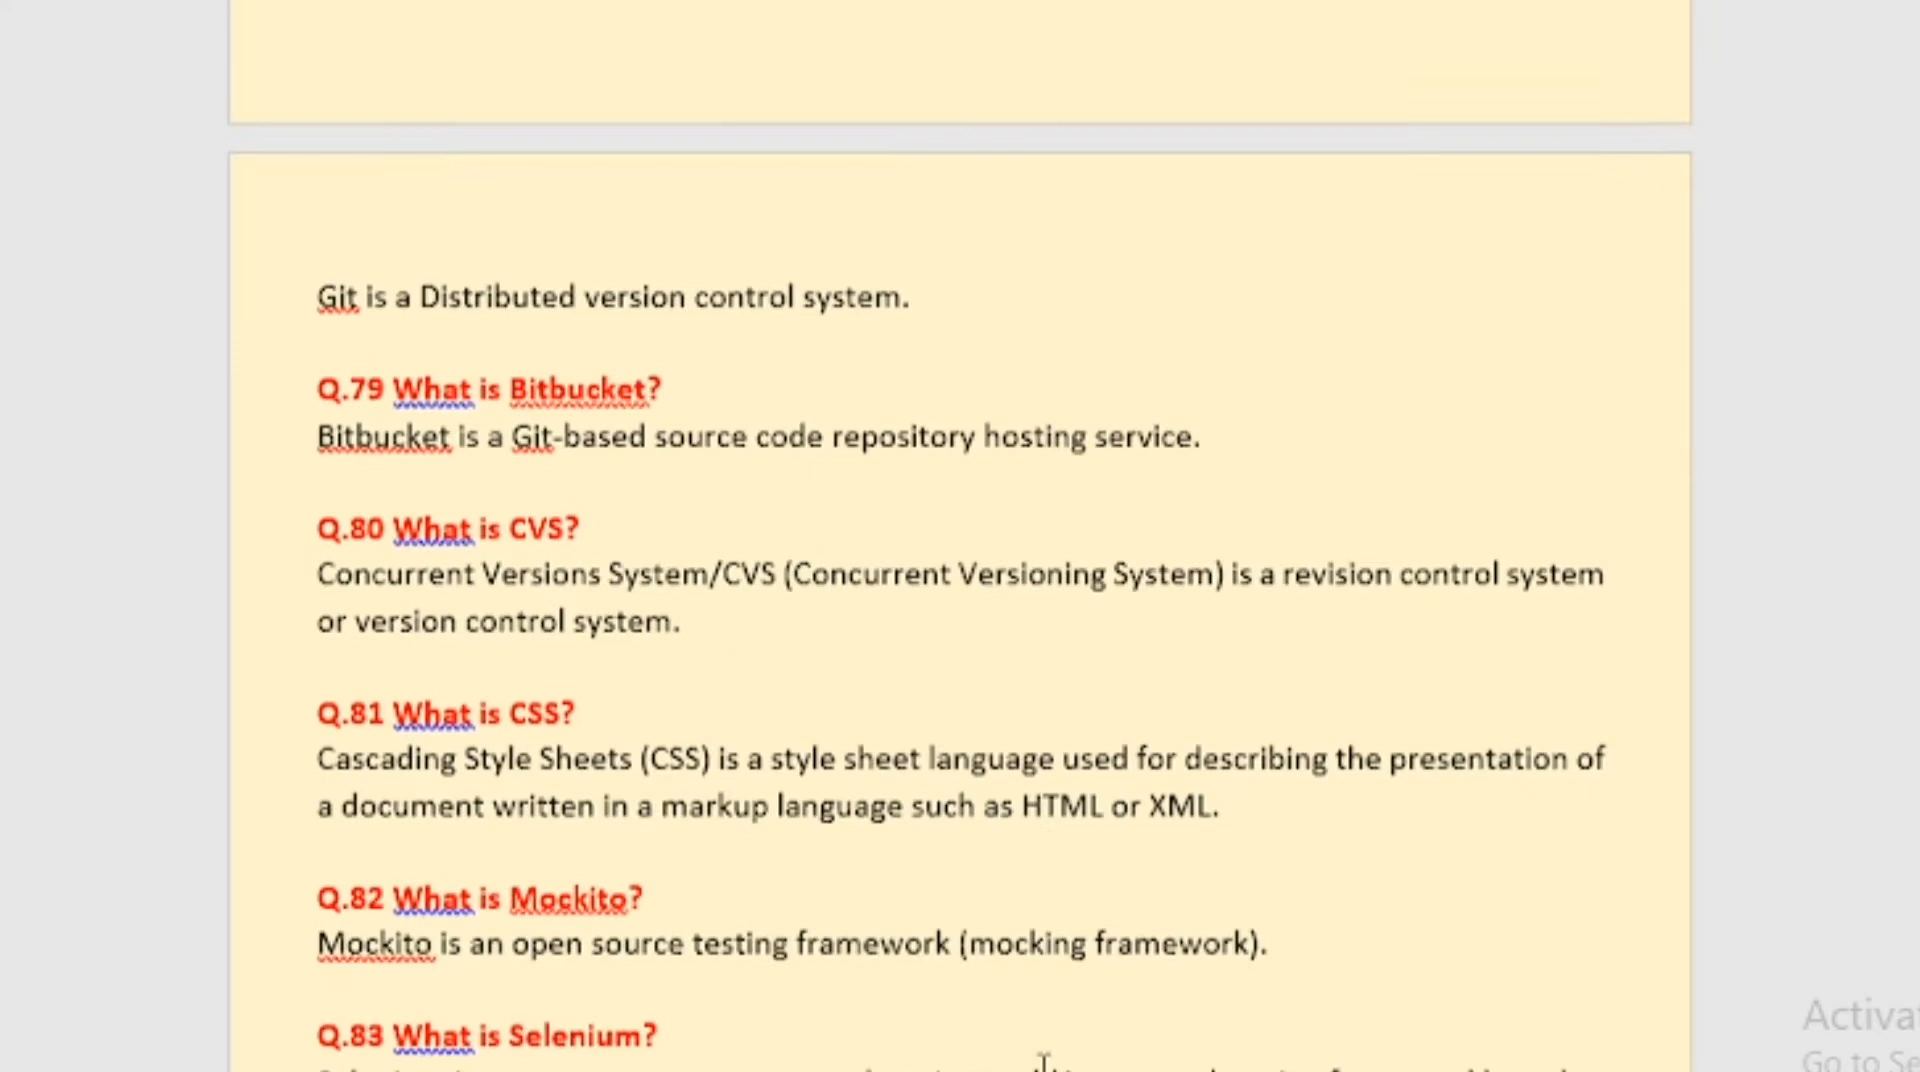 Git is a Distributed version control system.
Q.79 What is Bitbucket?
Bitbucket is a Git-based source code repository hosting service.
Q.80 What is CVS?
Concurrent Versions System/CVS (Concurrent Versioning System) is a revision control system
or version control system.
Q.81 What is CSS?
Cascading Style Sheets (CSS) is a style sheet language used for describing the presentation of
a document written in a markup language such as HTML or XML.
Q.82 What is Mockito?
Mockito is an open source testing framework (mocking framework).
Q.83 What is Selenium?
Activa
Go to Se